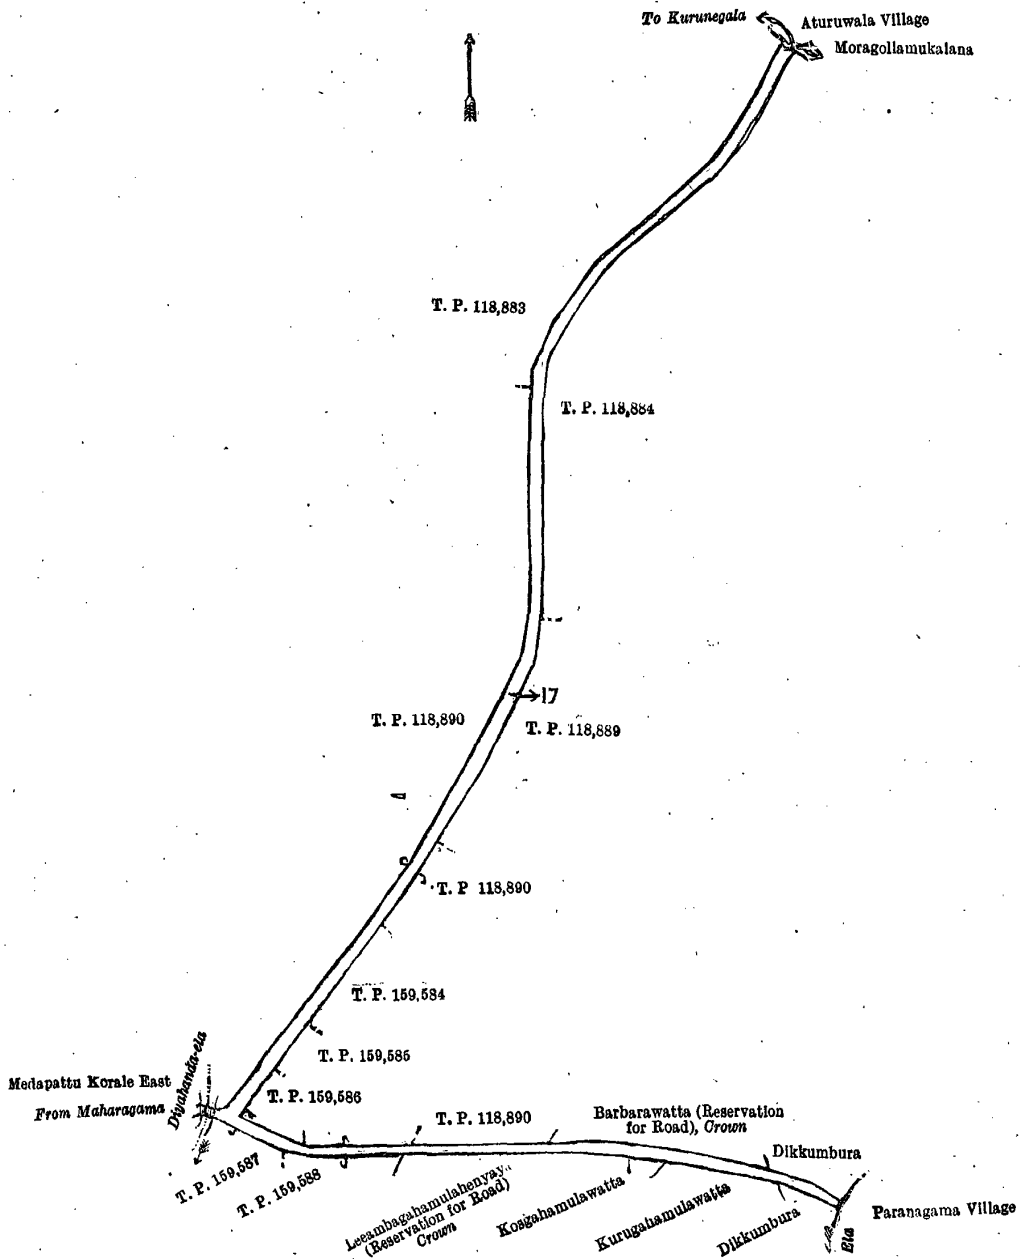 To Kurunegala
Aturuwala Village
Moragollamukalana
T. P. 118,883
T. P. 118,884
17
T. P. 118,890
T. P. 118,889
T. P 118,890
T. P. 159,584
T. P. 159,585
Diyahanda-ela
Medapattu Korale East
T. P. 159,586
From Maharagama
T. P. 118,890
Barbarawatta (Reservation
for Road), Crown
Dikkumbura
T. P. 159,587
T. P. 159,588
Leeambagahamulahenyay,
(Reservation for Road)
Crown
Kosgahamulawatta
Kurugahamulawatta
Dikkumbura
Ela
Paranagama Village